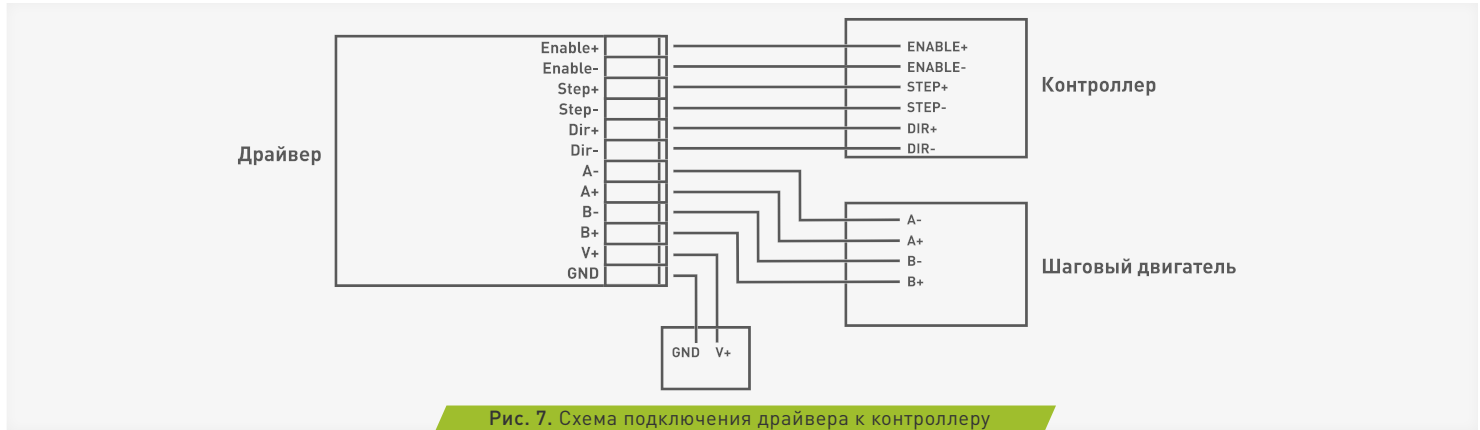 Драйвер
Enable+
Enable-
Step+
Step-
Dir+
Dir-
A-
A+
B-
B+
V+
GND
ENABLE+
ENABLE-
STEP+
STEP-
DIR+
DIR-
Контроллер
A-
A+
B-
B+
Шаговый двигатель
GND V+
Рис. 7. Схема подключения драйвера к контроллеру